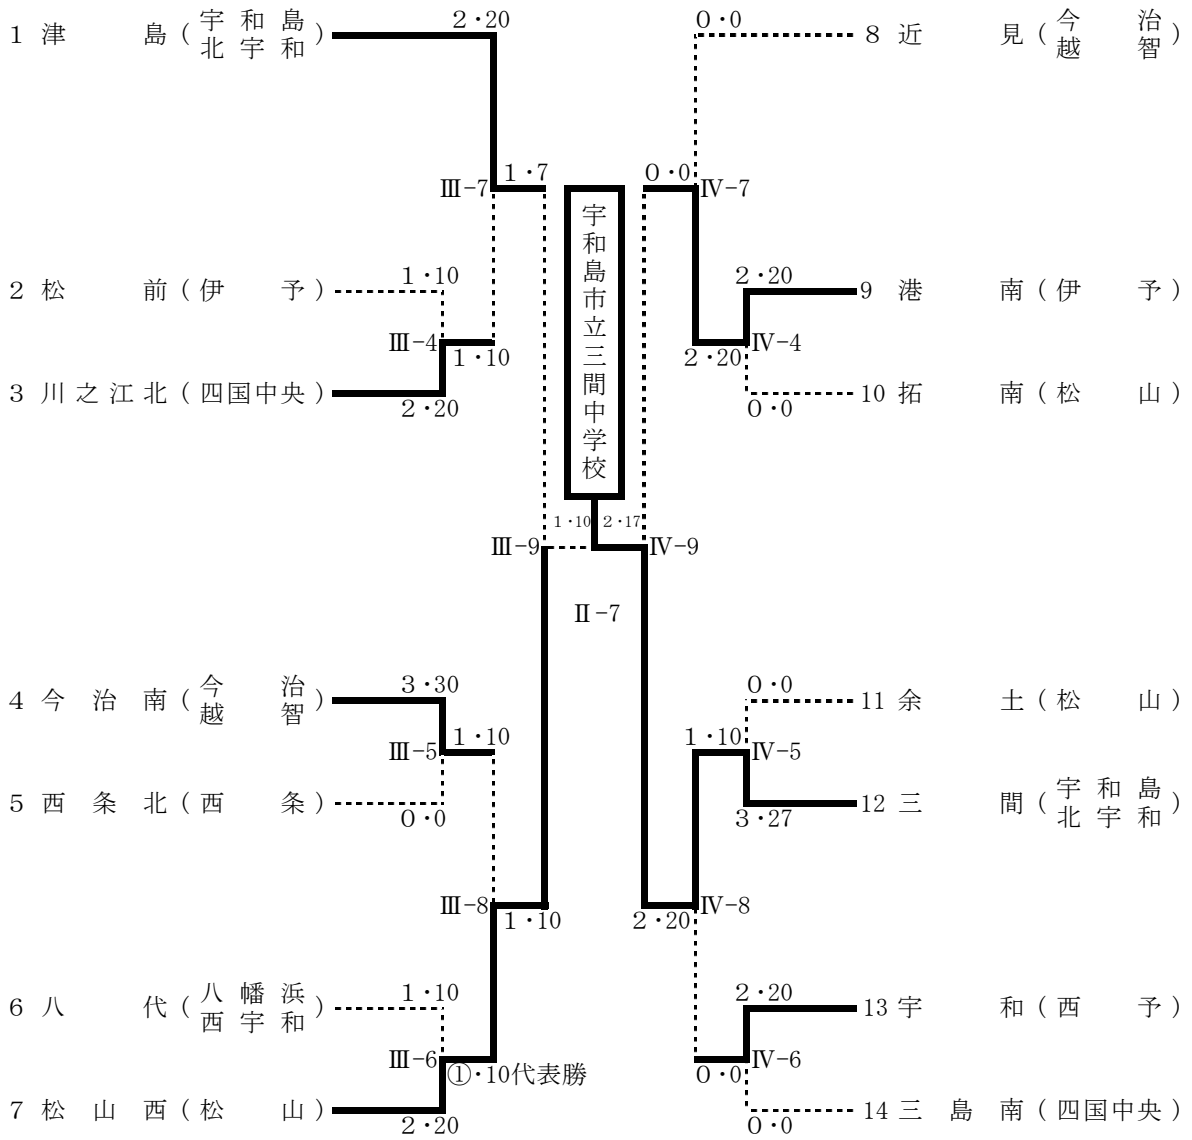 1 津島(宇和島北宇和)
2・20
0・0
8 近見(今治越智)
Ⅲ-7
1・7
0・0
Ⅳ-7
宇和島市立三間中学校
2 松前(伊予)
1・10
2・20
9 港南(伊予)
Ⅲ-4
1・10
2・20
Ⅳ-4
3 川之江北(四国中央)
2・20
0・0
10 拓南(松山)
1・10
2・17
Ⅲ-9
Ⅳ-9
Ⅱ-7
4 今治南(今治越智)
3・30
0・0
11 余土(松山)
Ⅲ-5
1・10
1・10
Ⅳ-5
5 西条北(西条)
0・0
3・27
12 三間(宇和島北宇和)
Ⅲ-8
1・10
2・20
Ⅳ-8
6 八代(八幡浜西宇和)
1・10
2・20
13 宇和(西予)
Ⅲ-6
①・10代表勝
0・0
Ⅳ-6
7 松山西(松山)
2・20
0・0
14 三島南(四国中央)